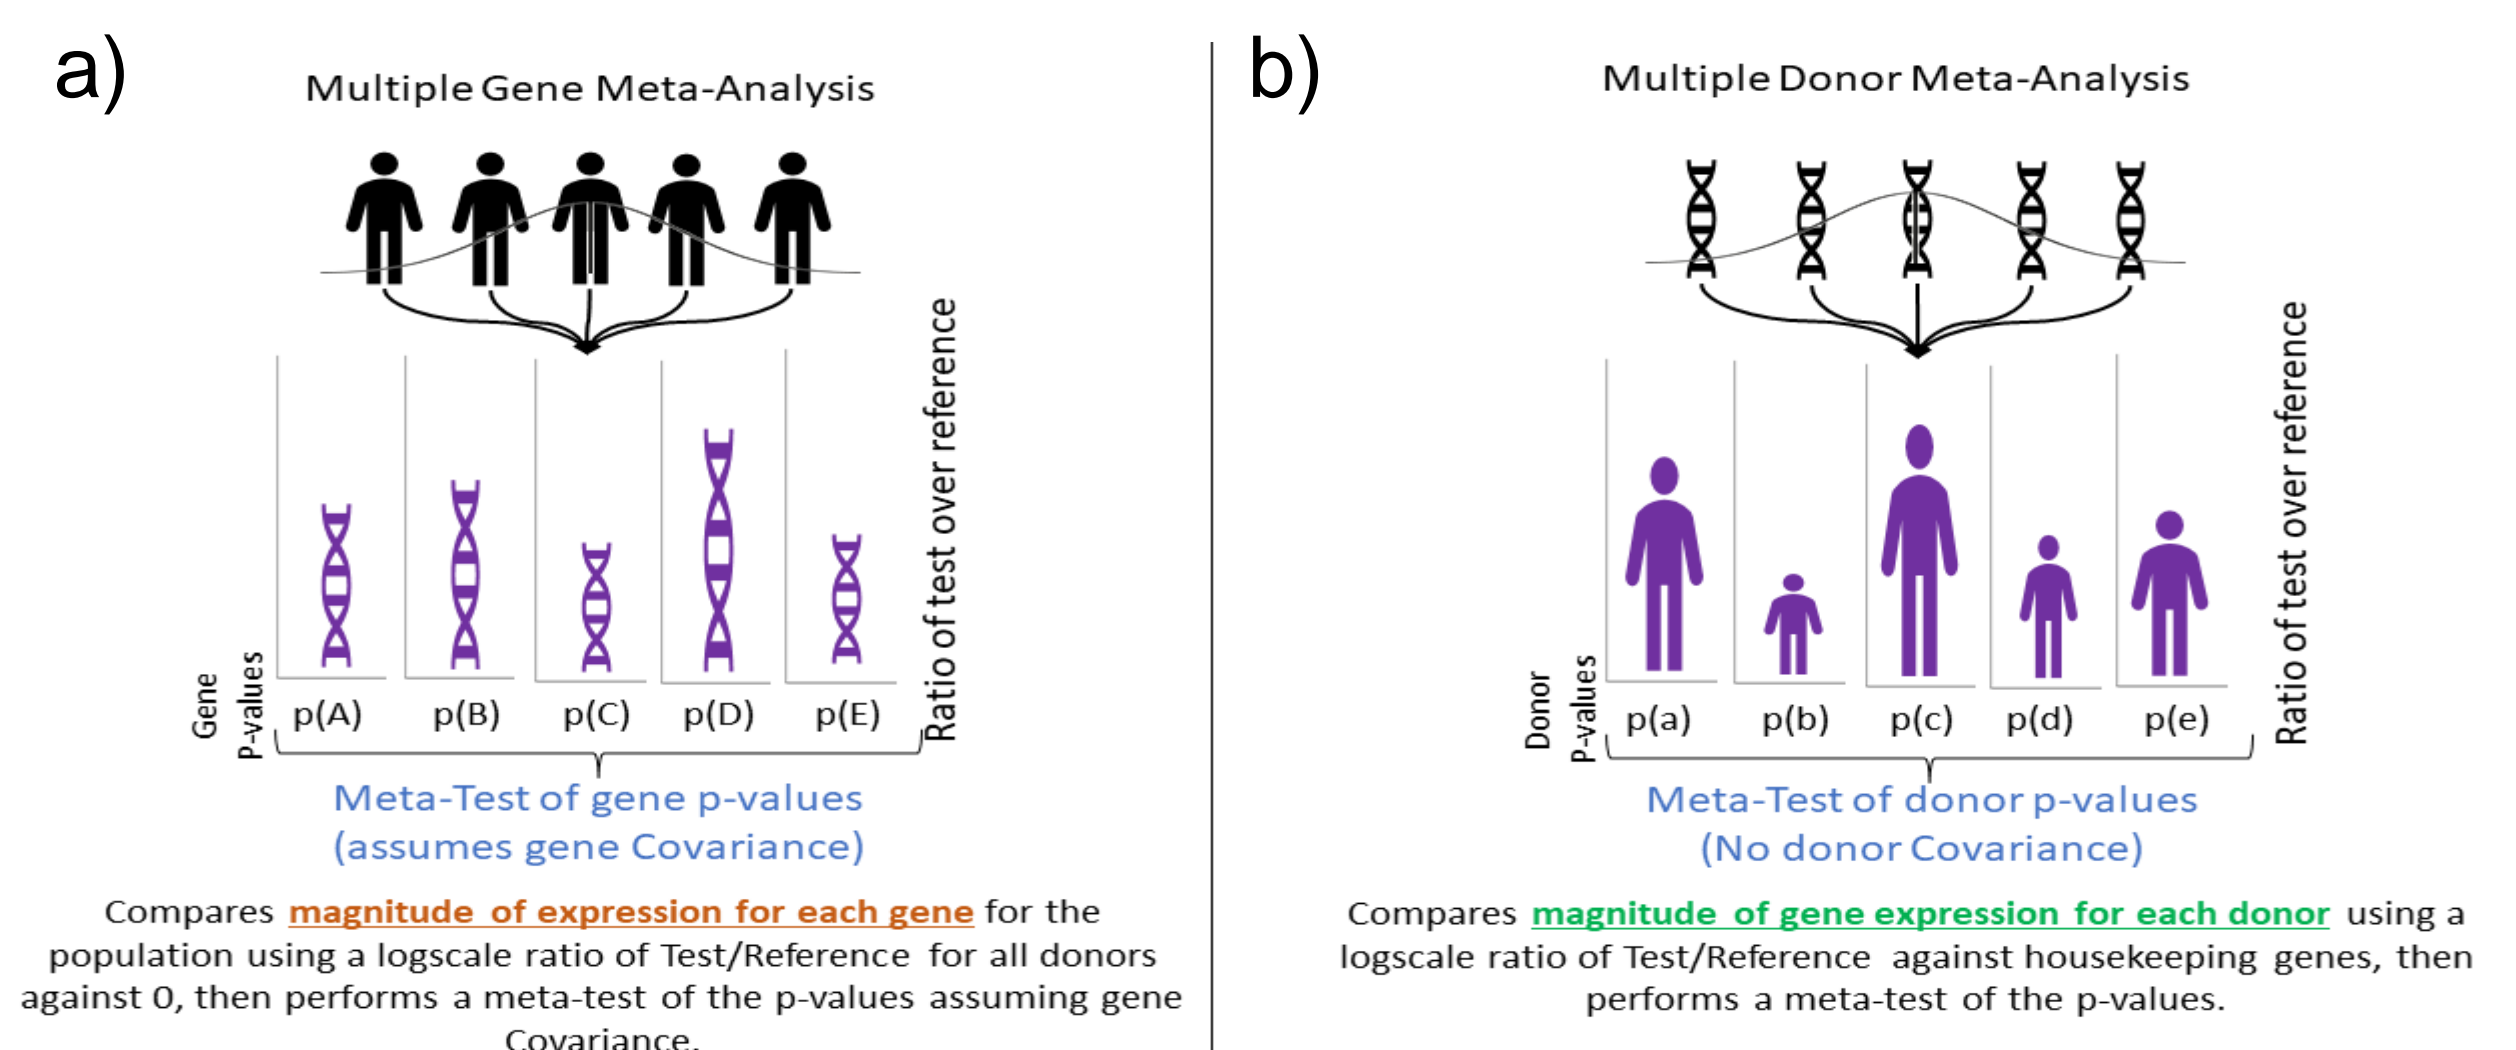 a)
Multiple Gene Meta-Analysis
Ratio of test over reference
Gene
P-values
p(A)
p(B)
p(C)
p(D)
p(E)
Meta-Test of gene p-values
(assumes gene Covariance)
Compares magnitude of expression for each gene for the
population using a logscale ratio of Test/Reference for all donors
against 0, then performs a meta-test of the p-values assuming gene
Covariance.
b)
Multiple Donor Meta-Analysis
Ratio of test over reference
Donor
P-values
p(a)
p(b)
p(c)
p(d)
p(e)
Meta-Test of donor p-values
(No donor Covariance)
Compares magnitude of gene expression for each donor using a
logscale ratio of Test/Reference against housekeeping genes, then
performs a meta-test of the p-values.